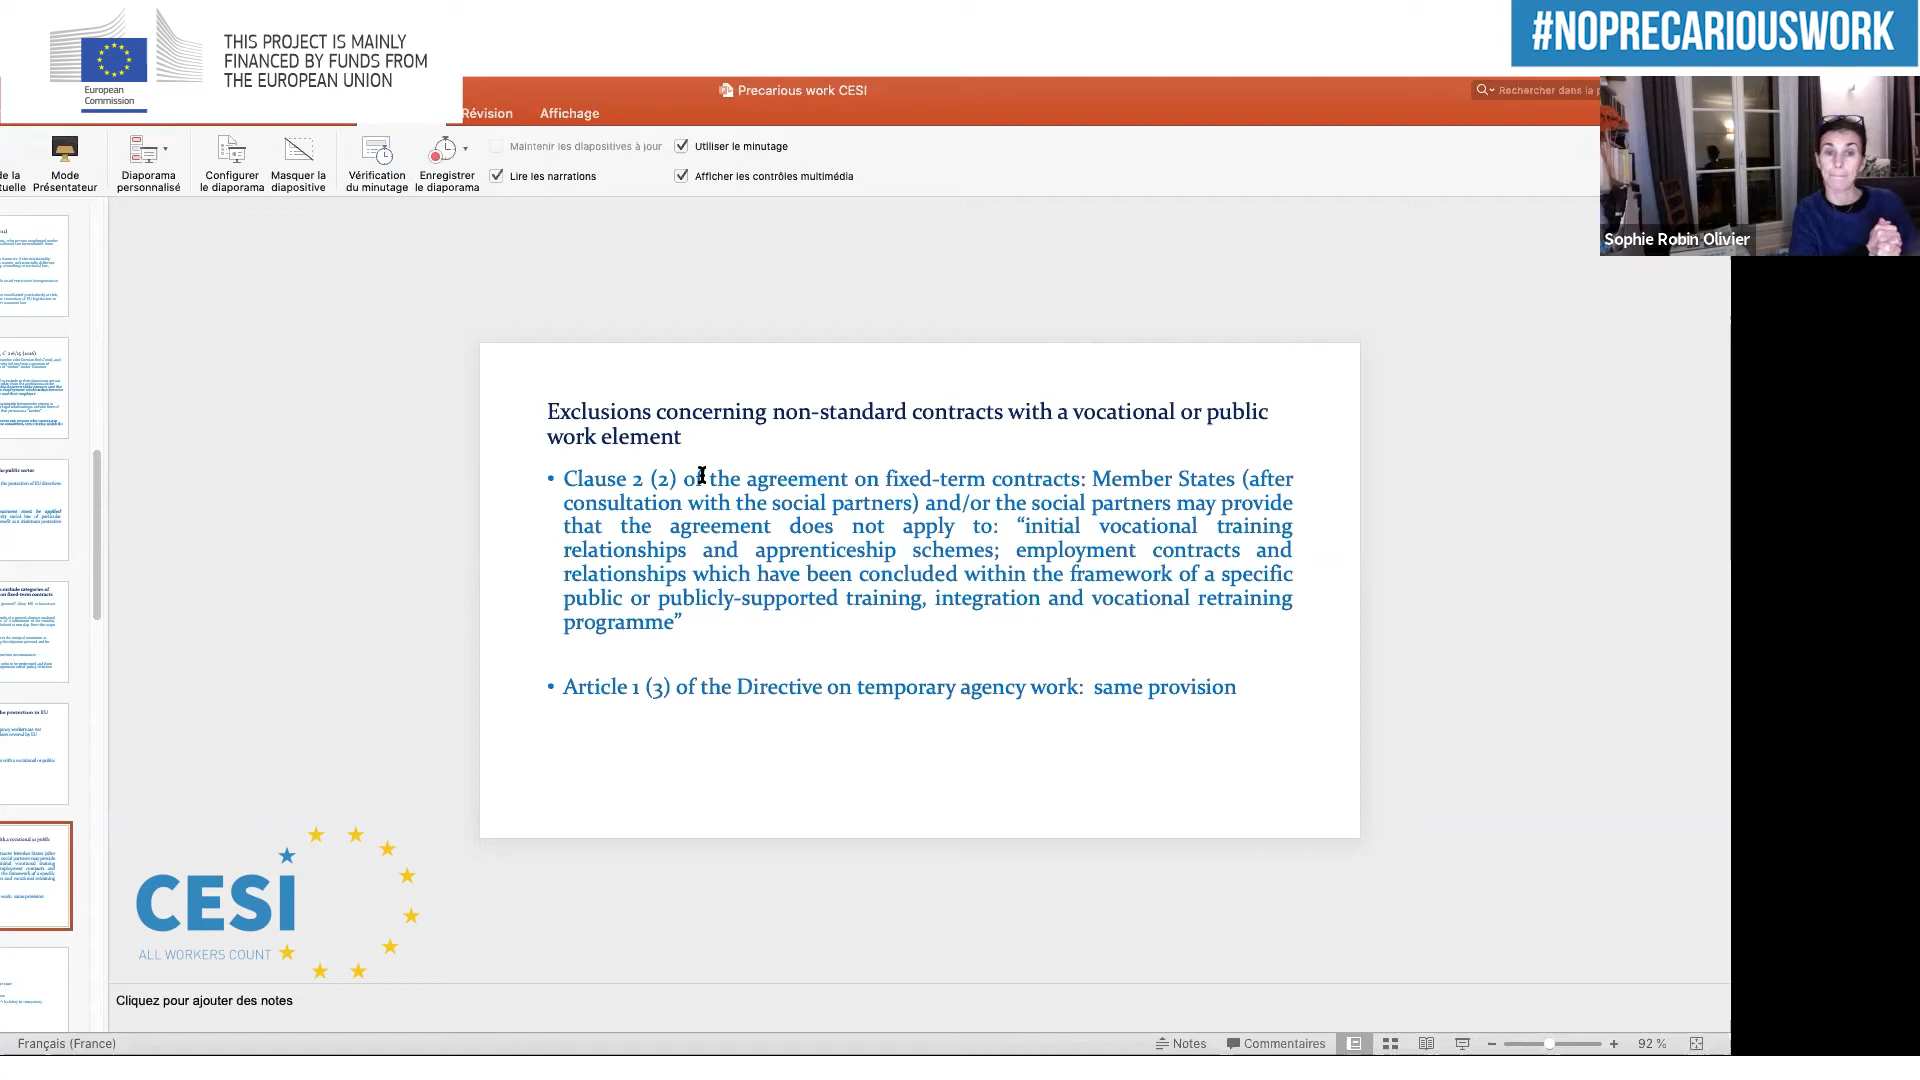 THIS PROJECT IS MAINLY
FINANCED BY FUNDS FROM
THE EUROPEAN UNION
European
Commission
#NOPRECARIOUSWORK
Precarious work CESI
Rechercher dans la
Révision
Affichage
de la
Mode
Présentateur
Diaporama
personnalisé
Configurer
le diaporama
Masquer la
diapositive
Vérification
du minutage
Enregistrer
le diaporama
Maintenir les diapositives à jour
Utiliser le minutage
Lire les narrations
Afficher les contrôles multimédia
Sophie Robin Olivier
Exclusions concerning non-standard contracts with a vocational or public
work element
• Clause 2 (2) of the agreement on fixed-term contracts: Member States (after
consultation with the social partners) and/or the social partners may provide
that the agreement does not apply to: “initial vocational training
relationships and apprenticeship schemes; employment contracts and
relationships which have been concluded within the framework of a specific
public or publicly-supported training, integration and vocational retraining
programme”
• Article 1 (3) of the Directive on temporary agency work: same provision
CESI
ALL WORKERS COUNT
Cliquez pour ajouter des notes
Français (France)
Notes
Commentaires
92 %